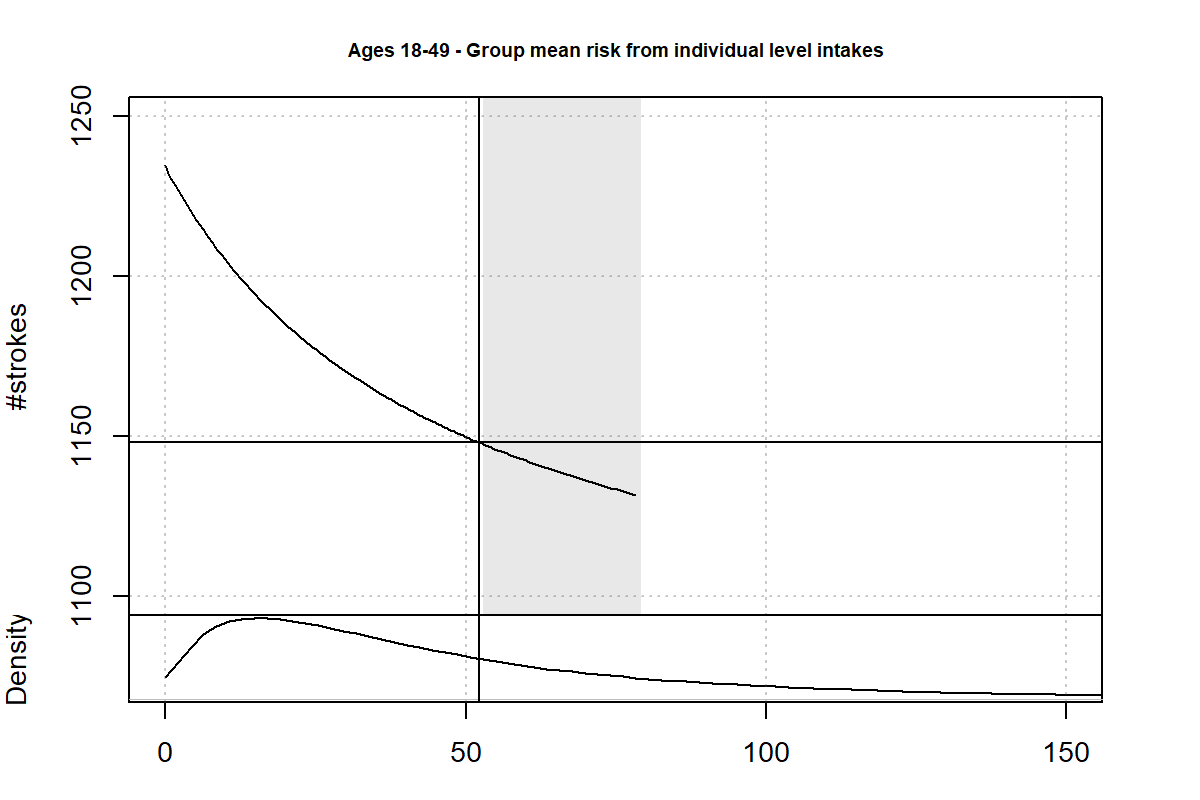 Ages 18-49 - Group mean risk from individual level intakes
1250
1200
1150
1100
#strokes
Density
0 50 100 150